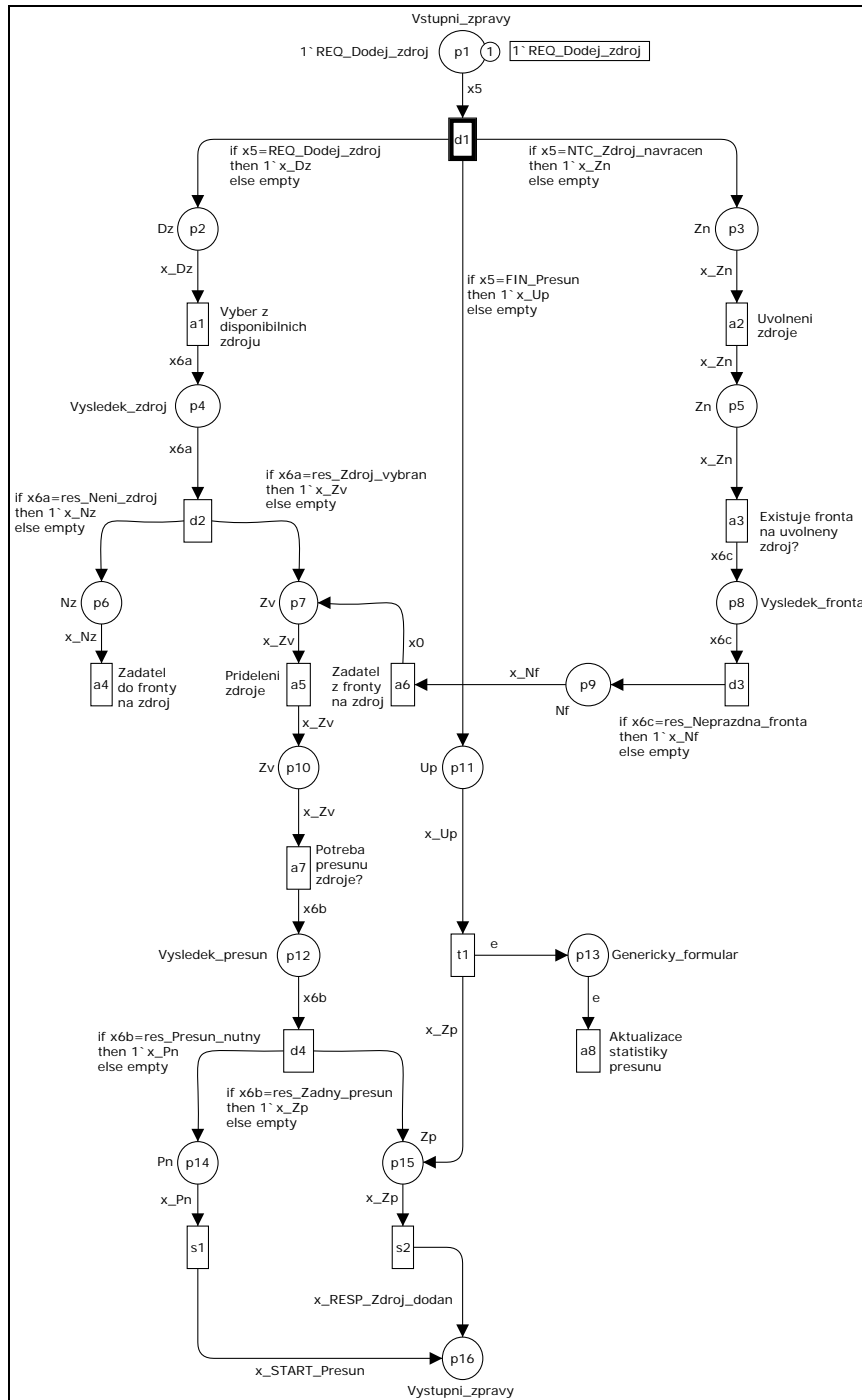 Vstupni_zpravy
1`REQ_Dodej_zdroj
p1
1
1`REQ_Dodej_zdroj
x5
d1
if x5=REQ_Dodej_zdroj
then 1`x_Dz
else empty
if x5=NTC_Zdroj_navracen
then 1`x_Zn
else empty
Dz
p2
Zn
p3
x_Dz
x_Zn
if x5=FIN_Presun
then 1`x_Up
else empty
a1
Vyber z
disponibilnich
zdroju
a2
Uvolneni
zdroje
x6a
x_Zn
Vysledek_zdroj
p4
Zn
p5
x6a
x_Zn
if x6a=res_Neni_zdroj
then 1`x_Nz
else empty
d2
if x6a=res_Zdroj_vybran
then 1`x_Zv
else empty
a3
Existuje fronta
na uvolneny
zdroj?
x6c
Nz
p6
Zv
p7
p8
Vysledek_fronta
x_Nz
x_Zv
x0
x6c
a4
Zadatel
do fronty
na zdroj
a5
Prideleni
zdroje
Zadatel
z fronty
na zdroj
a6
x_Nf
p9
Nf
d3
if x6c=res_Neprazdna_fronta
then 1`x_Nf
else empty
x_Zv
Zv
p10
Up
p11
x_Zv
x_Up
a7
Potreba
presunu
zdroje?
x6b
Vysledek_presun
p12
t1
e
p13
Genericky_formular
x6b
e
x_Zp
if x6b=res_Presun_nutny
then 1`x_Pn
else empty
d4
if x6b=res_Zadny_presun
then 1`x_Zp
else empty
a8
Aktualizace
statistiky
presunu
Pn
p14
Zp
p15
x_Pn
x_Zp
s1
s2
x_RESP_Zdroj_dodan
x_START_Presun
p16
Vystupni_zpravy